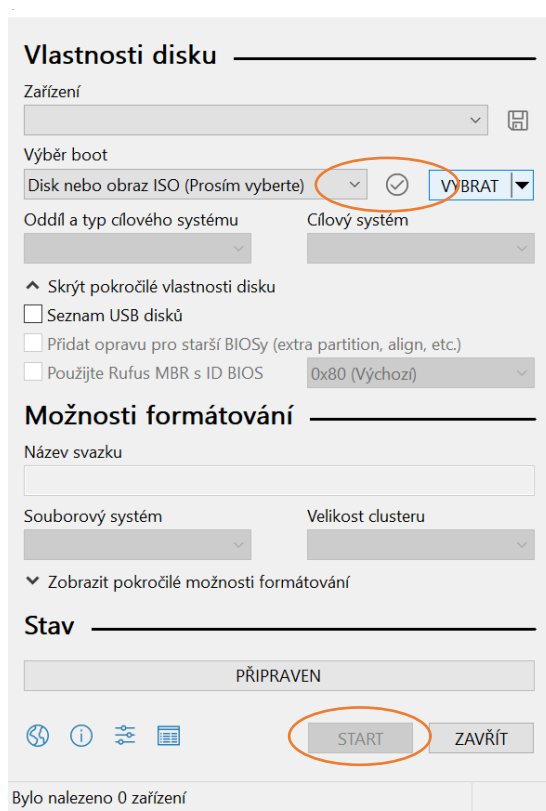 Vlastnosti disku
Zařízení
Výběr boot
Disk nebo obraz ISO (Prosím vyberte)
VYBRAT
Oddíl a typ cílového systému
Cílový systém
Skrýt pokročilé vlastnosti disku
Seznam USB disků
Přidat opravu pro starší BIOSy (extra partition, align, etc.)
Použijte Rufus MBR s ID BIOS
0x80 (Výchozí)
Možnosti formátování
Název svazku
Souborový systém
Velikost clusteru
Zobrazit pokročilé možnosti formátování
Stav
PŘIPRAVEN
START
ZAVŘÍT
Bylo nalezeno 0 zařízení